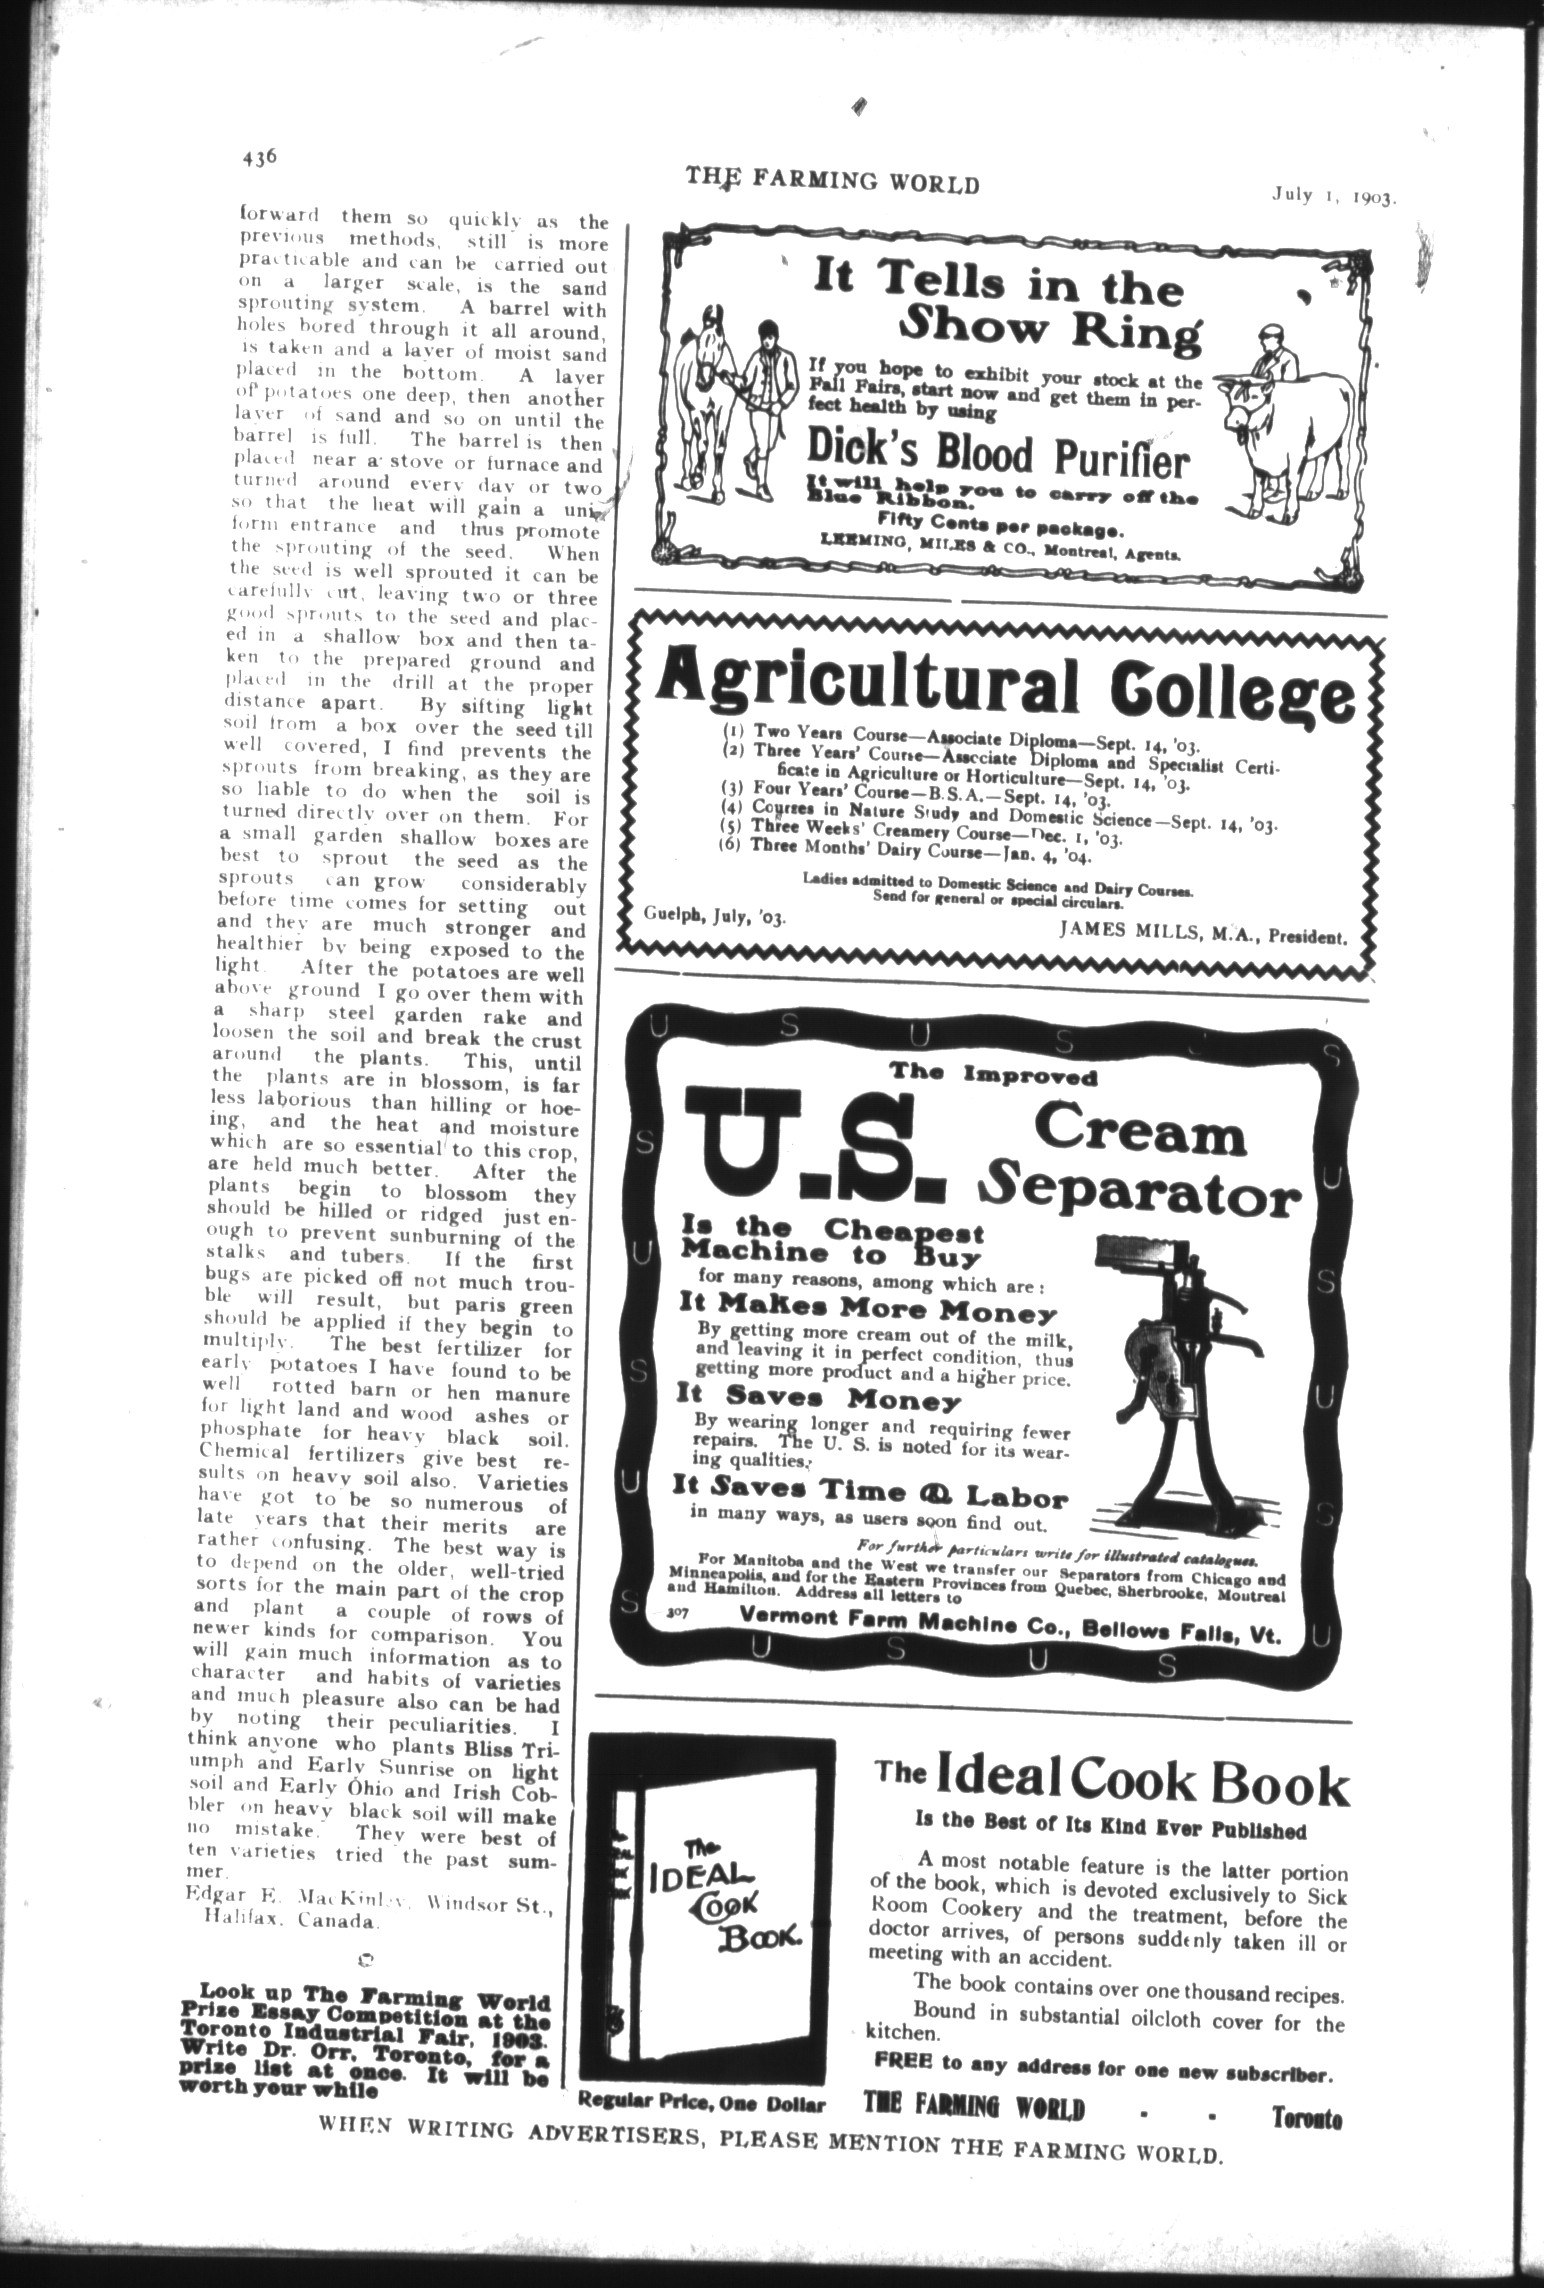 436
THE FARMING WORLD
July 1, 1903.
forward them so quickly as the
previous methods, still is more
practicable and can be carried out
on a larger scale, is the sand
sprouting system. A barrel with
holes bored through it all around,
is taken and a layer of moist sand
placed in the bottom. A layer
of potatoes one deep, then another
layer of sand and so on until the
barrel is full. The barrel is then
placed near a stove or furnace and
turned around every day or two
so that the heat will gain a uni-
form entrance and thus promote
the sprouting of the seed. When
the seed is well sprouted it can be
carefully cut, leaving two or three
good sprouts to the seed and plac-
ed in a shallow box and then ta-
ken to the prepared ground and
placed in the drill at the proper
distance apart. By sifting light
soil from a box over the seed till
well covered, I find prevents the
sprouts from breaking, as they are
so liable to do when the soil is
turned directly over on them. For
a small garden shallow boxes are
best to sprout the seed as the
sprouts can grow considerably
before time comes for setting out
and they are much stronger and
healthier by being exposed to the
light. After the potatoes are well
above ground I go over them with
a sharp steel garden rake and
loosen the soil and break the crust
around the plants. This, until
the plants are in blossom, is far
less laborious than hilling or hoe-
ing, and the heat and moisture
which are so essential to this crop,
are held much better. After the
plants begin to blossom they
should be hilled or ridged just en-
ough to prevent sunburning of the
stalks and tubers. If the first
bugs are picked off not much trou-
ble will result, but paris green
should be applied if they begin to
multiply. The best fertilizer for
early potatoes I have found to be
well rotted barn or hen manure
for light land and wood ashes or
phosphate for heavy black soil.
Chemical fertilizers give best re-
sults on heavy soil also. Varieties
have got to be so numerous of
late years that their merits are
rather confusing. The best way is
to depend on the older, well-tried
sorts for the main part of the crop
and plant a couple of rows of
newer kinds for comparison. You
will gain much information as to
character and habits of varieties
and much pleasure also can be had
by noting their peculiarities. I
think anyone who plants Bliss Tri-
umph and Early Sunrise on light
soil and Early Ohio and Irish Cob-
bler on heavy black soil will make
no mistake. They were best of
ten varieties tried the past sum-
mer.
Edgar E. MacKinley, Windsor St.,
Halifax, Canada.
Look up The Farming World
Prize Essay Competition at the
Toronto Industrial Fair, 1903.
Write Dr. Orr, Toronto, for a
prize list at once. It will be
worth your while
It Tells in the
Show Ring
If you hope to exhibit your stock at the
Fall Fairs, start now and get them in per-
fect health by using
Dick's Blood Purifier
It will help you to carry off the
Blue Ribbon.
Fifty Cents per package.
LEEMING, MILES & CO., Montreal, Agents.
Agricultural College
(1) Two Years Course—Associate Diploma—Sept. 14, '03.
(2) Three Years' Course—Associate Diploma and Specialist Certi-
ficate in Agriculture or Horticulture—Sept. 14, '03.
(3) Four Years' Course—B.S.A.—Sept. 14, '03.
(4) Courses in Nature Study and Domestic Science—Sept. 14, '03.
(5) Three Weeks' Creamery Course—Dec. 1, '03.
(6) Three Months' Dairy Course—Jan. 4, '04.
Ladies admitted to Domestic Science and Dairy Courses.
Send for general or special circulars.
Guelph, July, '03.
JAMES MILLS, M.A., President.
U S U S S
The Improved
U.S. Cream
Separator
Is the Cheapest
Machine to Buy
for many reasons, among which are:
It Makes More Money
By getting more cream out of the milk,
and leaving it in perfect condition, thus
getting more product and a higher price.
It Saves Money
By wearing longer and requiring fewer
repairs. The U. S. is noted for its wear-
ing qualities.
It Saves Time & Labor
in many ways, as users soon find out.
For further particulars write for illustrated catalogues.
For Manitoba and the West we transfer our Separators from Chicago and
Minneapolis, and for the Eastern Provinces from Quebec, Sherbrooke, Montreal
and Hamilton. Address all letters to
307 Vermont Farm Machine Co., Bellows Falls, Vt.
S U S U S
U S U S U
U S U S
The
IDEAL
COOK
BOOK.
Regular Price, One Dollar
The Ideal Cook Book
Is the Best of Its Kind Ever Published
A most notable feature is the latter portion
of the book, which is devoted exclusively to Sick
Room Cookery and the treatment, before the
doctor arrives, of persons suddenly taken ill or
meeting with an accident.
The book contains over one thousand recipes.
Bound in substantial oilcloth cover for the
kitchen.
FREE to any address for one new subscriber.
THE FARMING WORLD - - Toronto
WHEN WRITING ADVERTISERS, PLEASE MENTION THE FARMING WORLD.